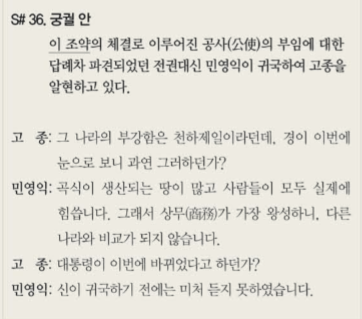 S# 36. 궁궐 안
이 조약의 체결로 이루어진 공사(公使)의 부임에 대한
답례차 파견되었던 전권대신 민영익이 귀국하여 고종을
알현하고 있다.
고 종: 그 나라의 부강함은 천하제일이라던데, 경이 이번에
눈으로 보니 과연 그러하던가?
민영익: 곡식이 생산되는 땅이 많고 사람들이 모두 실제에
힘씁니다. 그래서 상무(商務)가 가장 왕성하니, 다른
나라와 비교가 되지 않습니다.
고 종: 대통령이 이번에 바뀌었다고 하던가?
민영익: 신이 귀국하기 전에는 미처 듣지 못하였습니다.